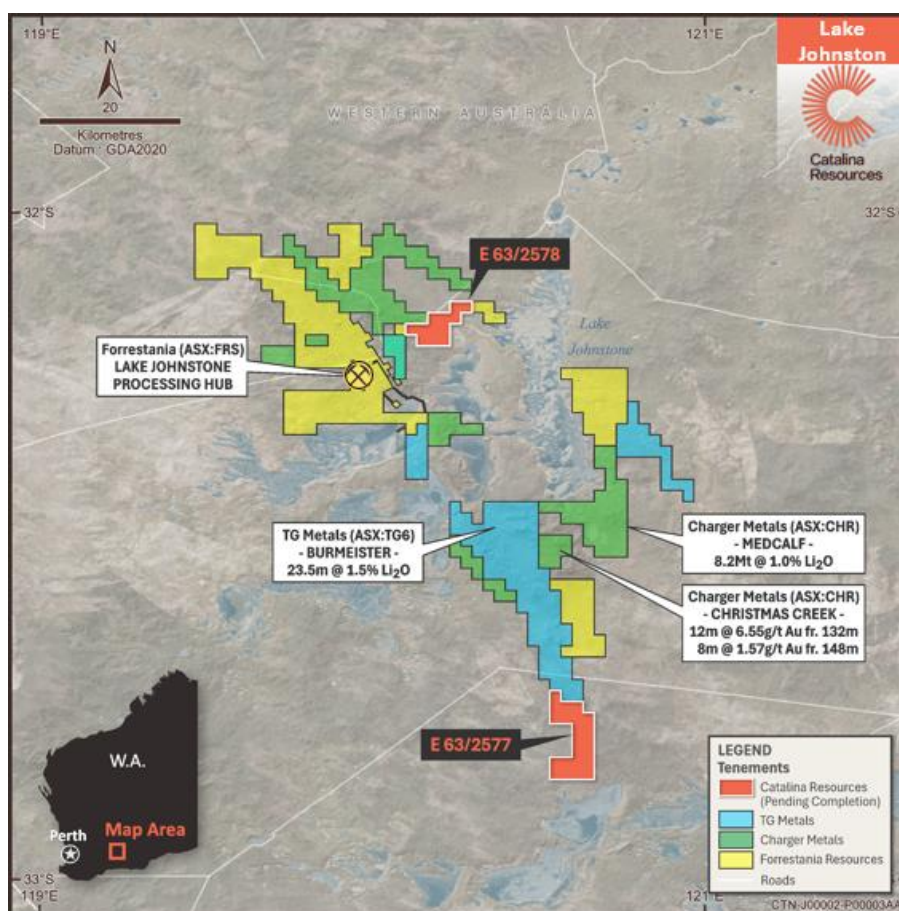 119°E
121°E
Lake
Johnston
N
20
Kilometres
Datum : GDA2020
WESTERN AUSTRALIA
Catalina
Resources
32°S
32°S
E 63/2578
Lake
Johnstone
Forrestania (ASX:FRS)
LAKE JOHNSTONE
PROCESSING HUB
TG Metals (ASX:TG6)
- BURMEISTER -
23.5m @ 1.5% Li₂O
Charger Metals (ASX:CHR)
- MEDCALF -
8.2Mt @ 1.0% Li₂O
Charger Metals (ASX:CHR)
- CHRISTMAS CREEK -
12m @ 6.55g/t Au fr. 132m
8m @ 1.57g/t Au fr. 148m
E 63/2577
W.A.
Perth
Map Area
LEGEND
Tenements
Catalina Resources
(Pending Completion)
TG Metals
Charger Metals
Forrestania Resources
Roads
33°S
119°E
121°E
CTN-J00002-P00003AA